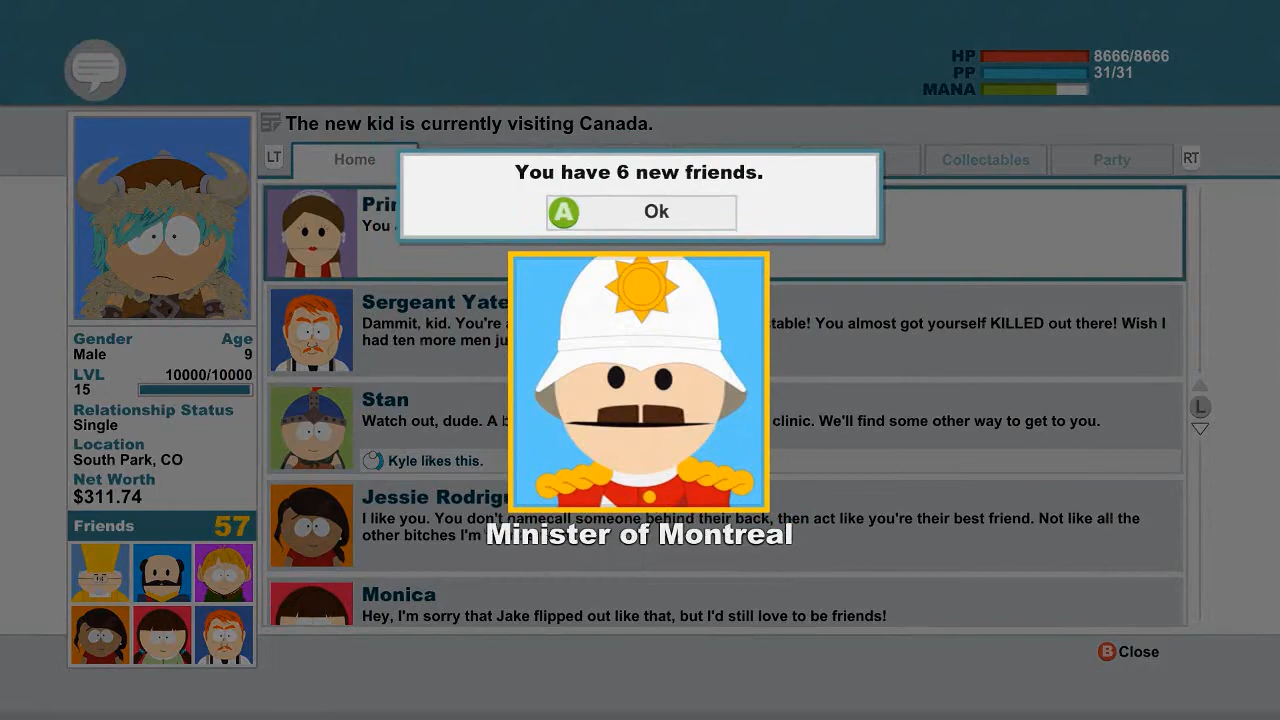 HP 8666/8666
PP 31/31
MANA
The new kid is currently visiting Canada.
LT Home Collectables Party RT
You have 6 new friends.
A Ok
You
Sergeant
Dammit, kid. You're
You almost got yourself KILLED out there! Wish I
had ten more men
Stan
Watch out, dude. A
clinic. We'll find some other way to get to you.
Kyle likes this.
Jessie
I like you. You don't namecall someone behind their back, then act like you're their best friend. Not like all the
other bitches I'm
Minister of Montreal
Monica
Hey, I'm sorry that Jake flipped out like that, but I'd still love to be friends!
Gender Age
Male 9
LVL 10000/10000
15
Relationship Status
Single
Location
South Park, CO
Net Worth
$311.74
Friends 57
L
B Close